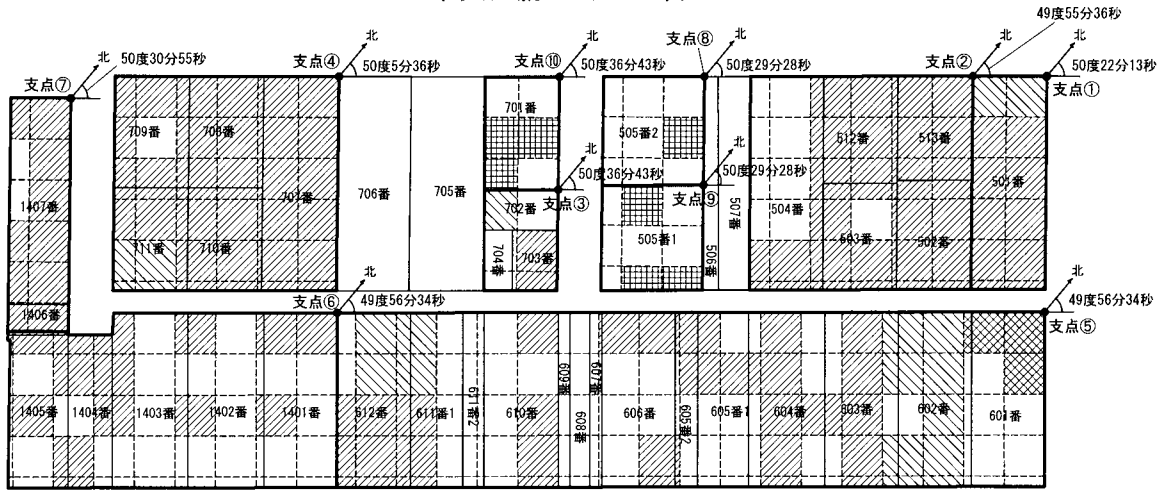 49度55分36秒
北
北
北
北
北
北
北
50度30分55秒
支点⑦
支点④
50度5分36秒
支点⑩
50度36分43秒
支点⑧
50度29分28秒
支点②
50度22分13秒
支点①
709番
708番
707番
706番
705番
701番
505番2
512番
513番
1407番
北
50度36分43秒
支点③
北
50度29分28秒
支点⑨
702番
703番
704番
711番
710番
505番1
506番
507番
504番
503番
502番
1406番
支点⑥
北
49度56分34秒
北
49度56分34秒
支点⑤
1405番
1404番
1403番
1402番
1401番
612番
611番1
611番2
610番
609番
608番
607番
606番
605番2
605番1
604番
603番
602番
601番